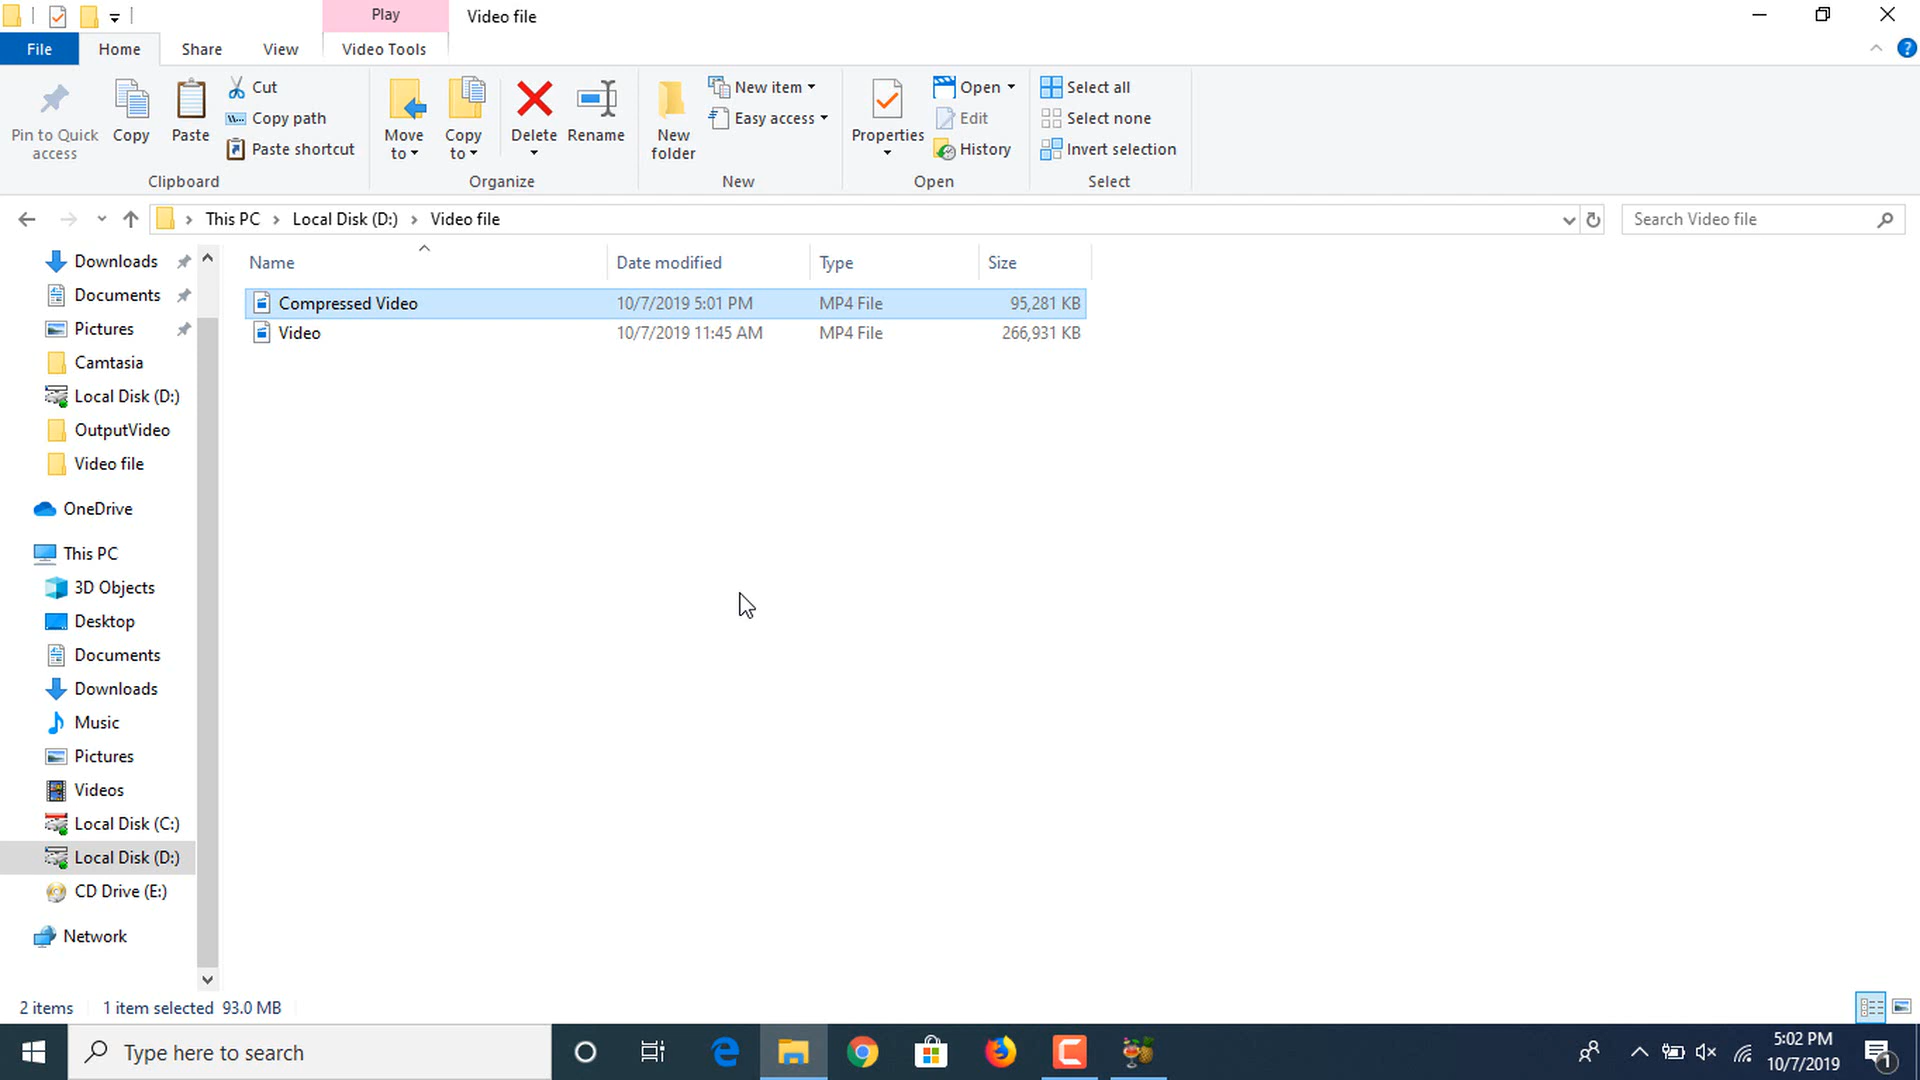 Play
Video file
File
Home
Share
View
Video Tools
Pin to Quick access
Copy
Paste
Cut
Copy path
Paste shortcut
Clipboard
Move to
Copy to
Delete
Rename
Organize
New folder
New item
Easy access
New
Properties
Open
Edit
History
Open
Select all
Select none
Invert selection
Select
This PC > Local Disk (D:) > Video file
Search Video file
Name Date modified Type Size
Compressed Video 10/7/2019 5:01 PM MP4 File 95,281 KB
Video 10/7/2019 11:45 AM MP4 File 266,931 KB
Downloads
Documents
Pictures
Camtasia
Local Disk (D:)
OutputVideo
Video file
OneDrive
This PC
3D Objects
Desktop
Documents
Downloads
Music
Pictures
Videos
Local Disk (C:)
Local Disk (D:)
CD Drive (E:)
Network
2 items 1 item selected 93.0 MB
Type here to search
5:02 PM
10/7/2019
1